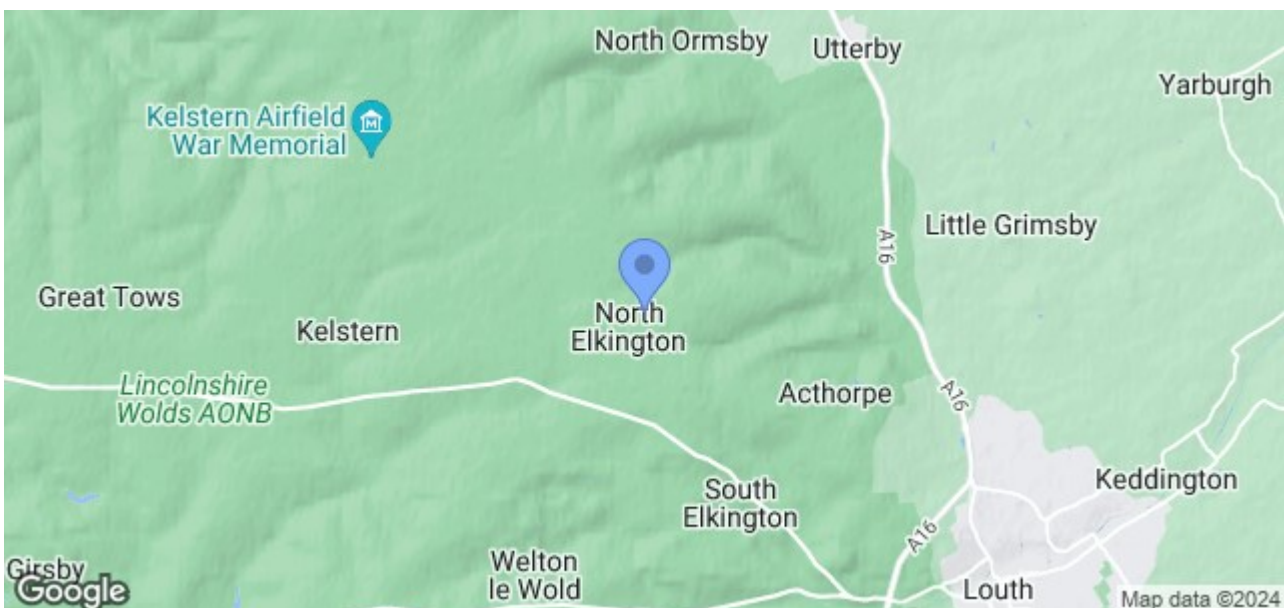 North Ormsby
Utterby
Yarburgh
Kelstern Airfield
War Memorial
M
A16
Little Grimsby
Great Tows
Kelstern
North
Elkington
Lincolnshire
Wolds AONB
Acthorpe
A16
South
Elkington
Keddington
A16
Welton
le Wold
Girsby
Google
Louth
Map data ©2024